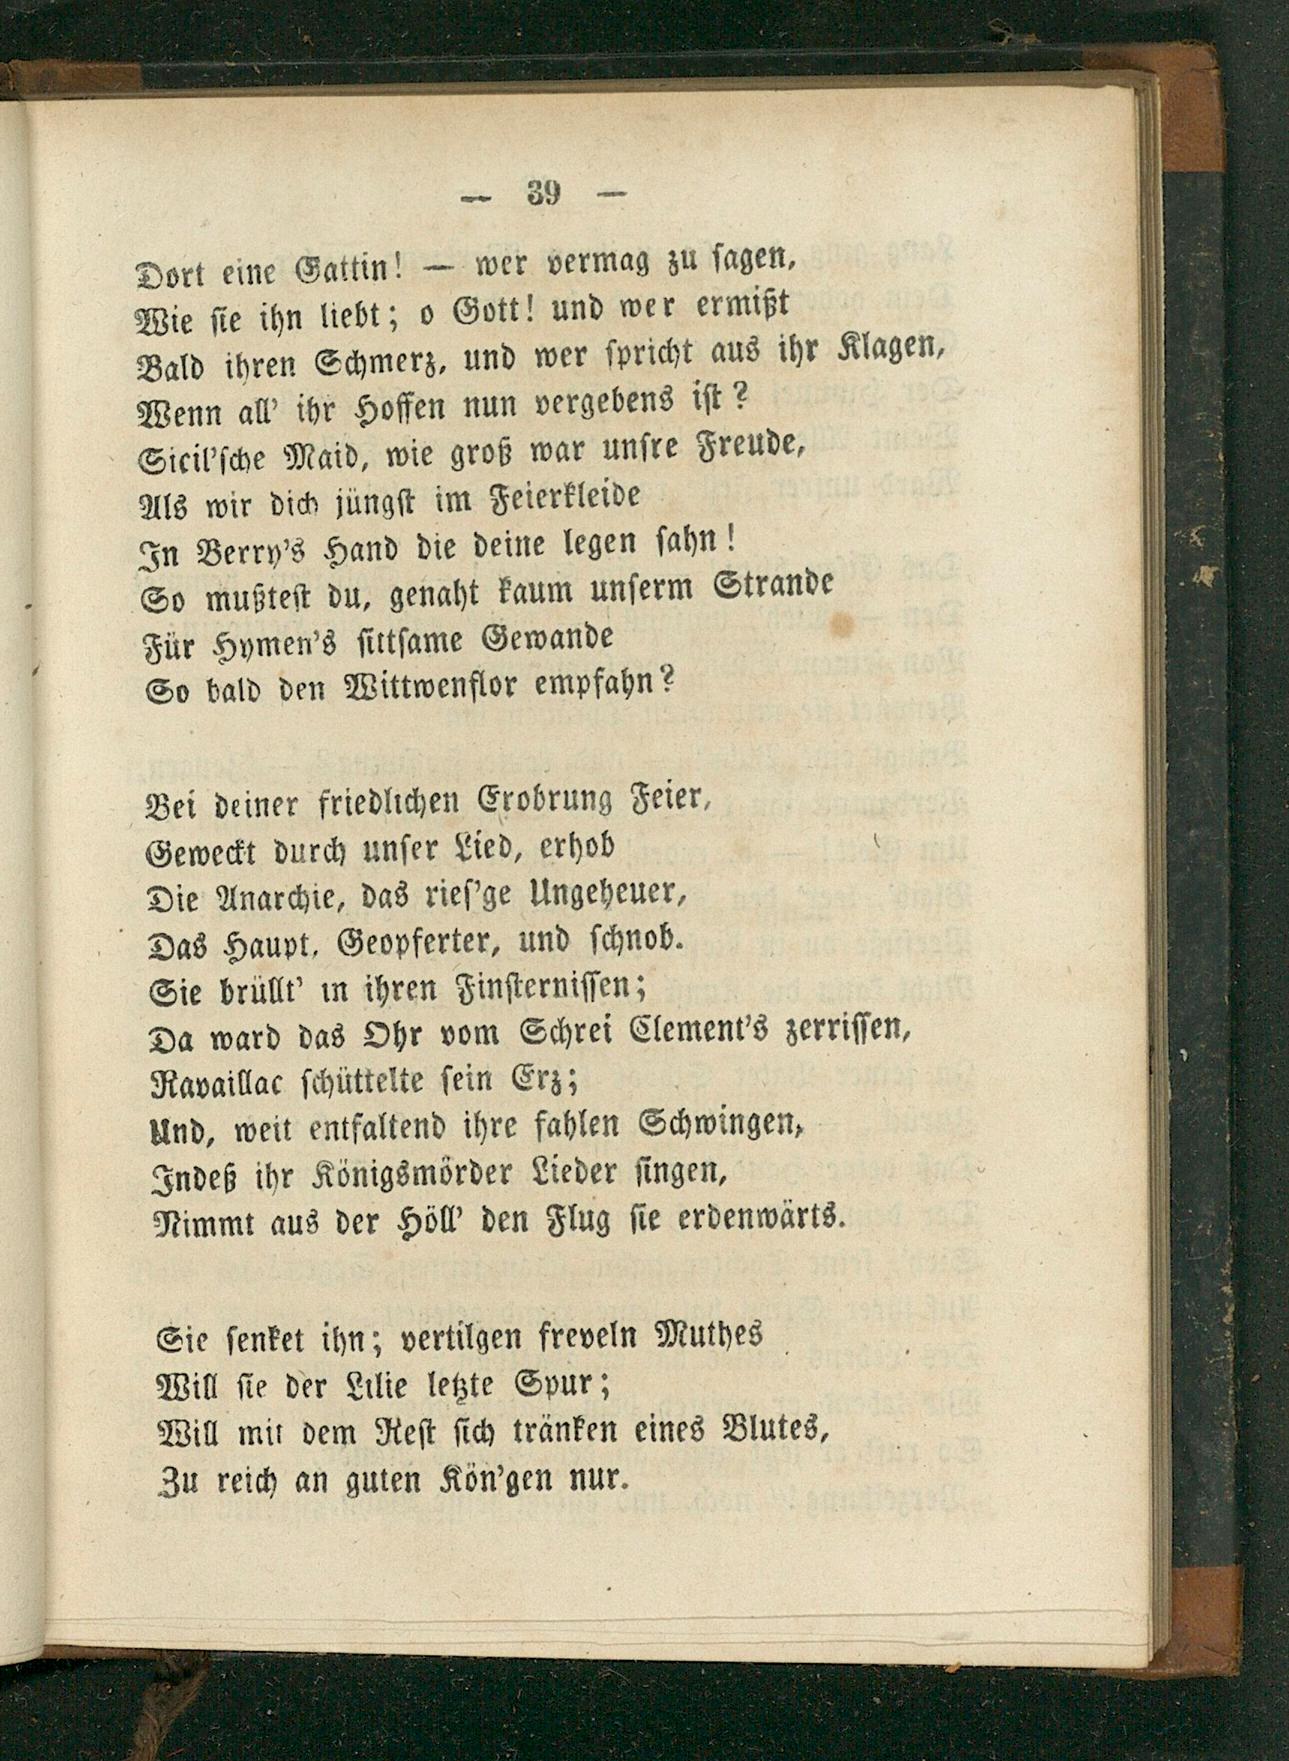 — 39 —
Dort eine Gattin! — wer vermag zu sagen,
Wie sie ihn liebt; o Gott! und wer ermißt
Bald ihren Schmerz, und wer spricht aus ihr Klagen,
Wenn all' ihr Hoffen nun vergebens ist?
Sicil'sche Maid, wie groß war unsre Freude,
Als wir dich jüngst im Feierkleide
In Berry's Hand die deine legen sahn!
So mußtest du, genaht kaum unserm Strande
Für Hymen's sittsame Gewande
So bald den Wittwenflor empfahn?
Bei deiner friedlichen Erobrung Feier,
Geweckt durch unser Lied, erhob
Die Anarchie, das ries'ge Ungeheuer,
Das Haupt, Geopferter, und schnob.
Sie brüllt' in ihren Finsternissen;
Da ward das Ohr vom Schrei Clement's zerrissen,
Ravaillac schüttelte sein Erz;
Und, weit entfaltend ihre fahlen Schwingen,
Indeß ihr Königsmörder Lieder singen,
Nimmt aus der Höll' den Flug sie erdenwärts.
Sie senket ihn; vertilgen freveln Muthes
Will sie der Lilie letzte Spur;
Will mit dem Rest sich tränken eines Blutes,
Zu reich an guten Kön'gen nur.